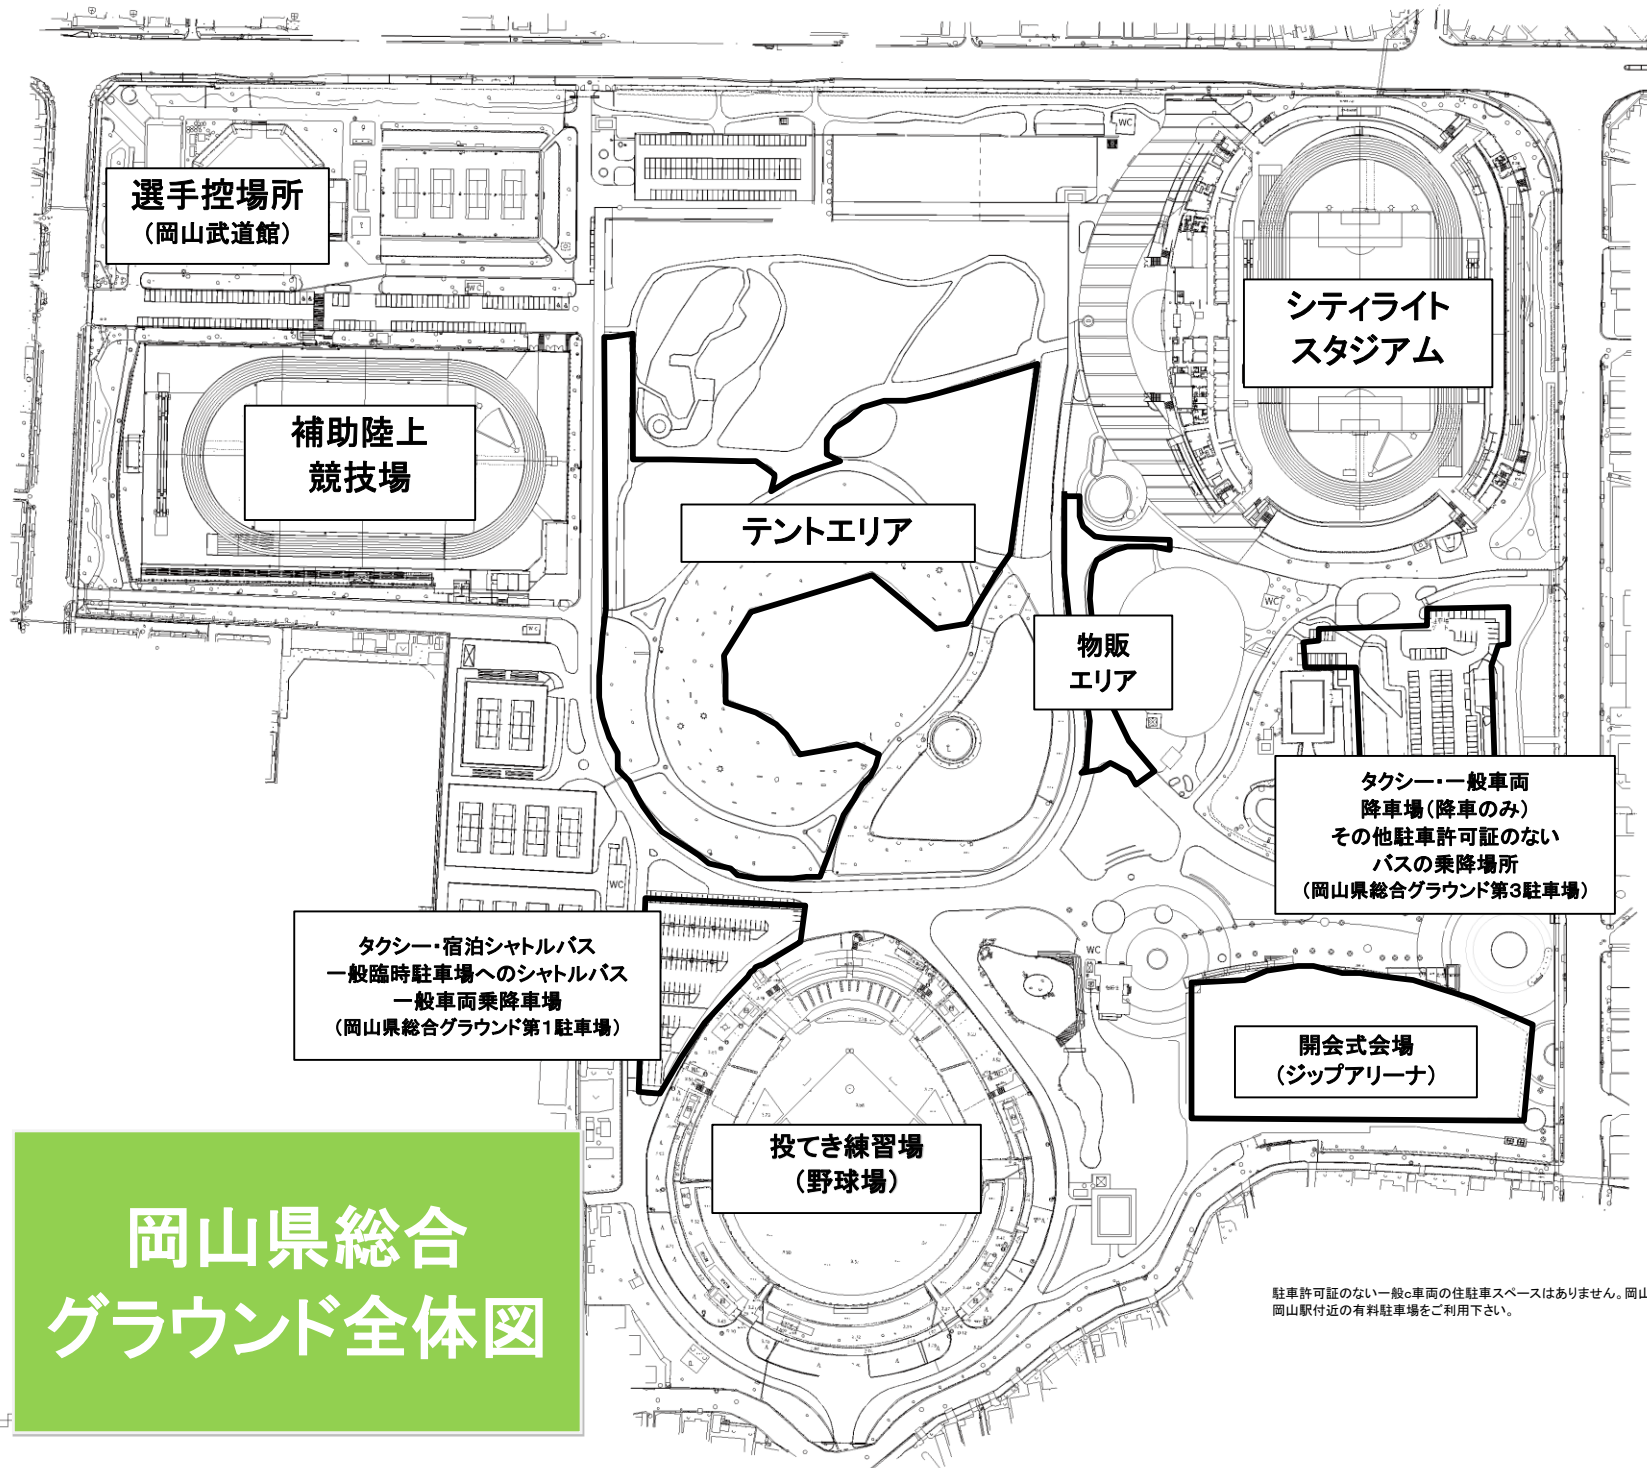 選手控場所
（岡山武道館）
シティライト
スタジアム
補助陸上
競技場
テントエリア
物販
エリア
タクシー・一般車両
降車場（降車のみ）
その他駐車許可証のない
バスの乗降場所
（岡山県総合グラウンド第3駐車場）
タクシー・宿泊シャトルバス
一般臨時駐車場へのシャトルバス
一般車両乗降車場
（岡山県総合グラウンド第1駐車場）
開会式会場
（ジップアリーナ）
投てき練習場
（野球場）
岡山県総合
グラウンド全体図
駐車許可証のない一般c車両の住駐車スペースはありません。岡山
岡山駅付近の有料駐車場をご利用下さい。
WC
WC
WC
WC
WC
WC